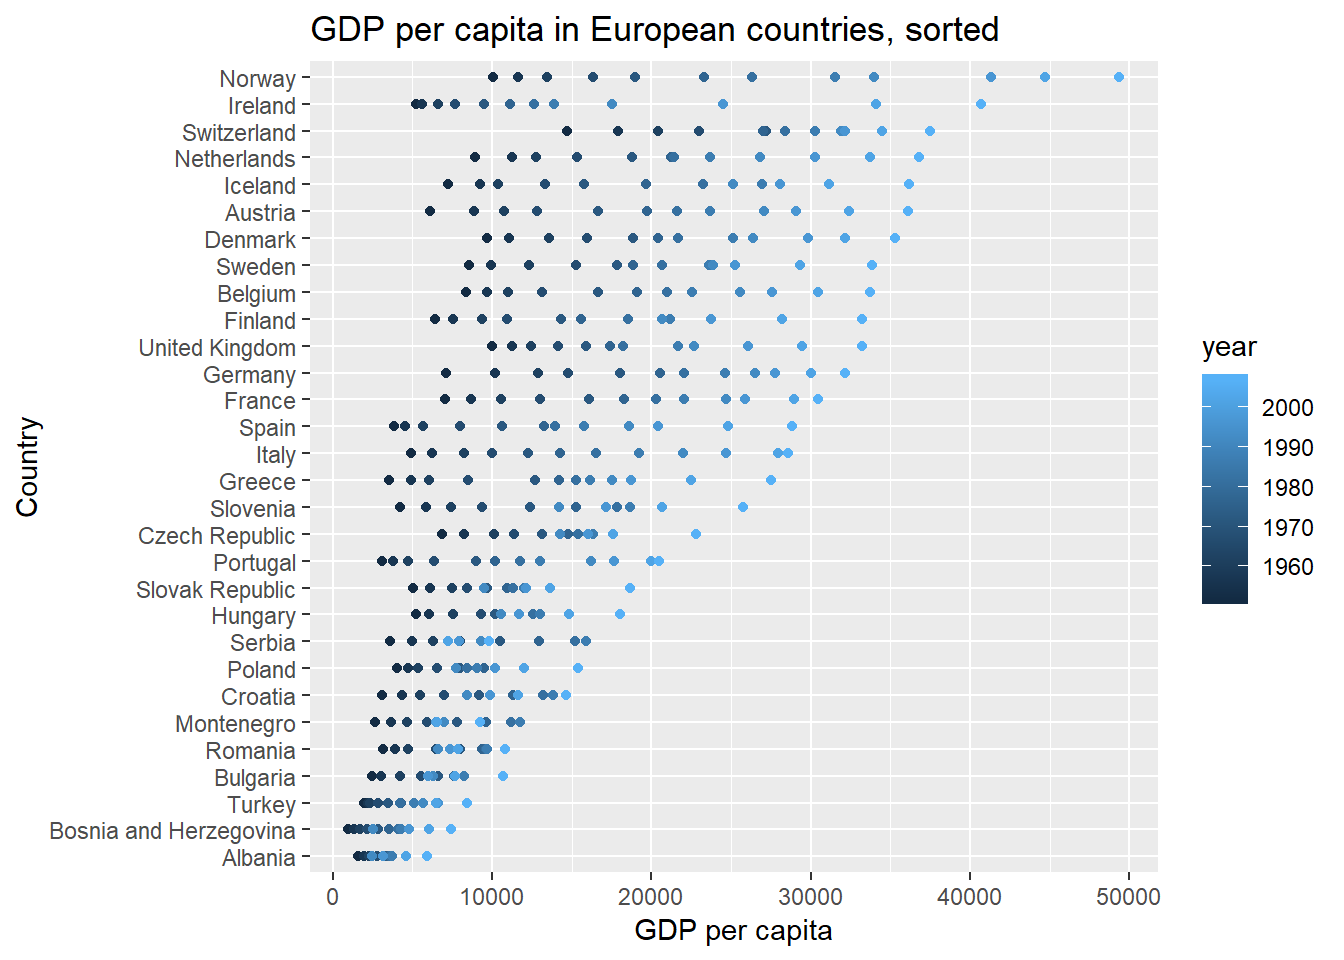 GDP per capita in European countries, sorted
Country
Norway
Ireland
Switzerland
Netherlands
Iceland
Austria
Denmark
Sweden
Belgium
Finland
United Kingdom
Germany
France
Spain
Italy
Greece
Slovenia
Czech Republic
Portugal
Slovak Republic
Hungary
Serbia
Poland
Croatia
Montenegro
Romania
Bulgaria
Turkey
Bosnia and Herzegovina
Albania
0 10000 20000 30000 40000 50000
GDP per capita
year
2000
1990
1980
1970
1960